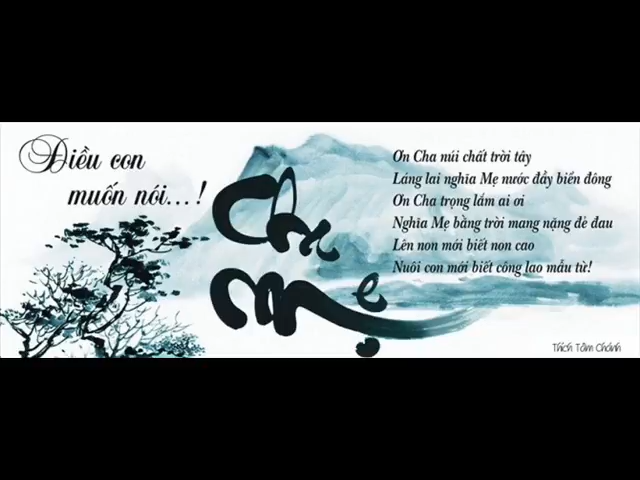 Điều con
muốn nói...!
Cha
Mẹ
Ơn Cha núi chất trời tây
Láng lai nghĩa Mẹ nước đầy biển đông
Ơn Cha trọng lắm ai ơi
Nghĩa Mẹ bằng trời mang nặng đẻ đau
Lên non mới biết non cao
Nuôi con mới biết công lao mẫu từ!
Thích Tâm Chánh